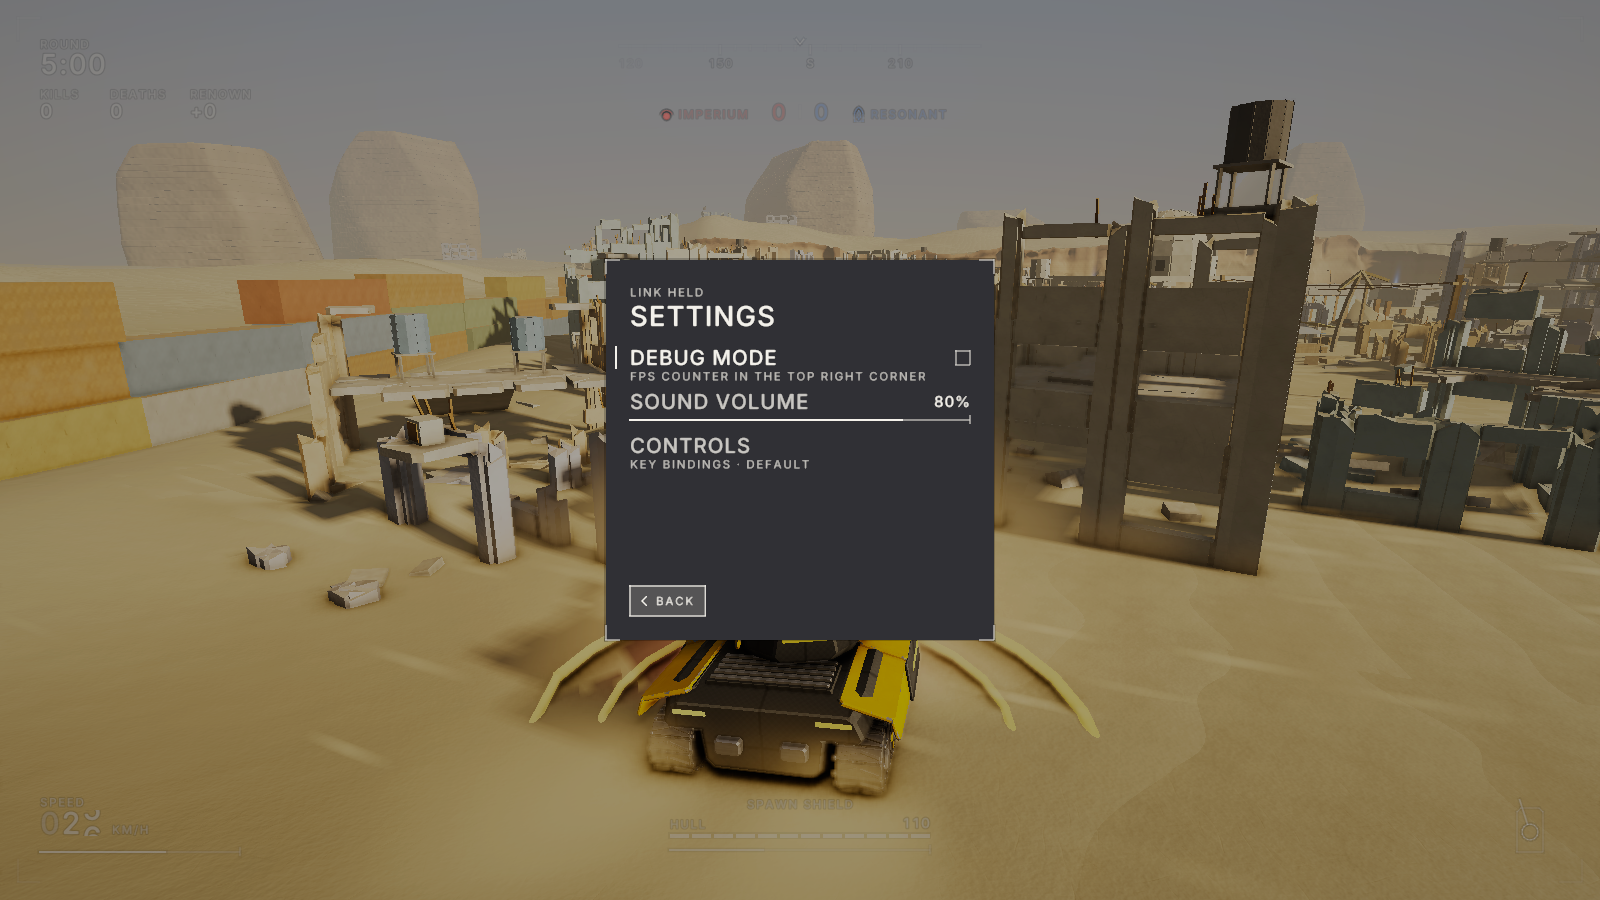 ROUND
5:00
KILLS DEATHS RENOWN
0 0 +0
150 S 210
IMPERIUM 0 0 RESONANT
LINK HELD
SETTINGS
DEBUG MODE
FPS COUNTER IN THE TOP RIGHT CORNER
SOUND VOLUME 80%
CONTROLS
KEY BINDINGS · DEFAULT
BACK
SPEED
KM/H
SPAWN SHIELD
HULL 110